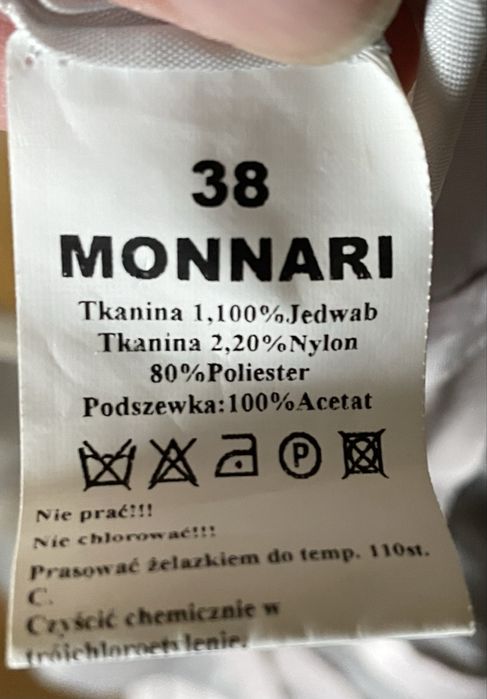 38
MONNARI
Tkanina 1,100%Jedwab
Tkanina 2,20%Nylon
80%Poliester
Podszewka:100%Acetat
P
Nie prać!!!
Nie chlorować!!!
Prasować żelazkiem do temp. 110st.
C.
Czyścić chemicznie w
trójchloroetylenie.